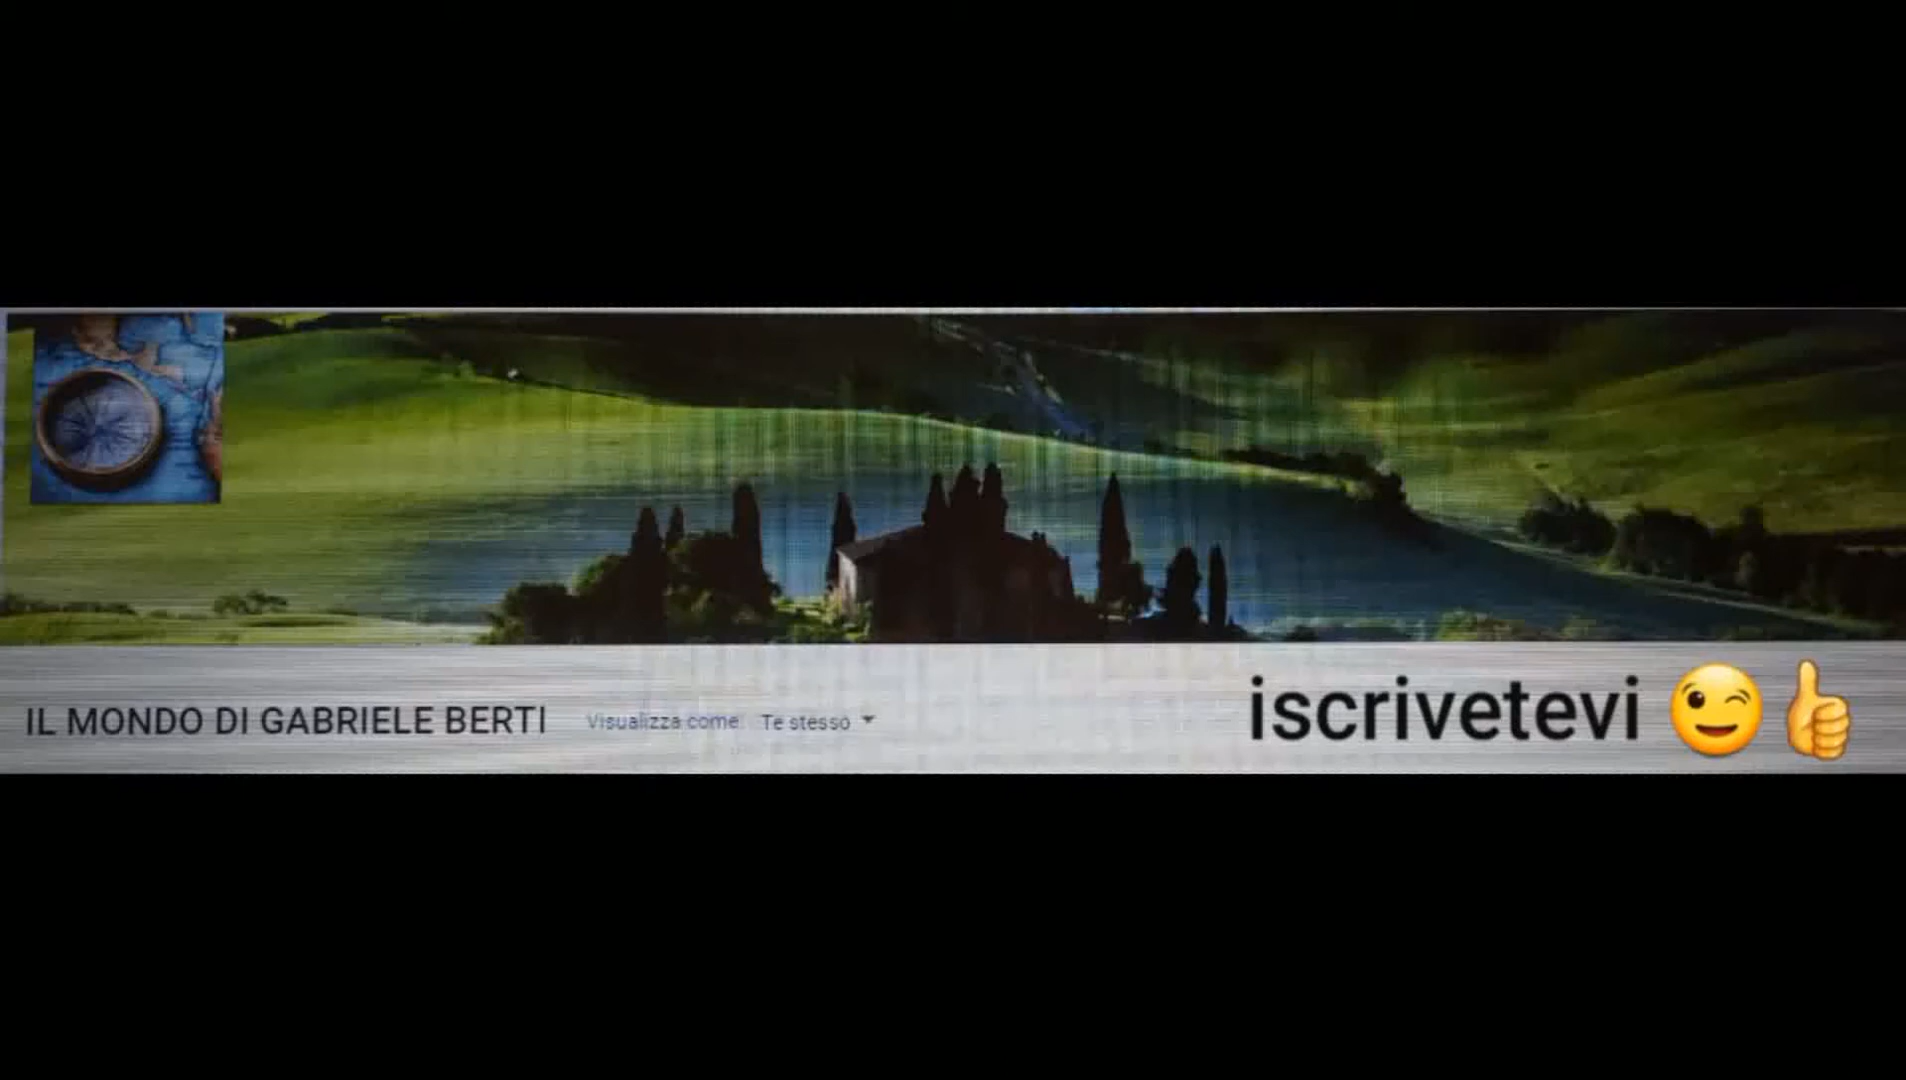 IL MONDO DI GABRIELE BERTI Visualizza come: Te stesso iscrivetevi 😉👍